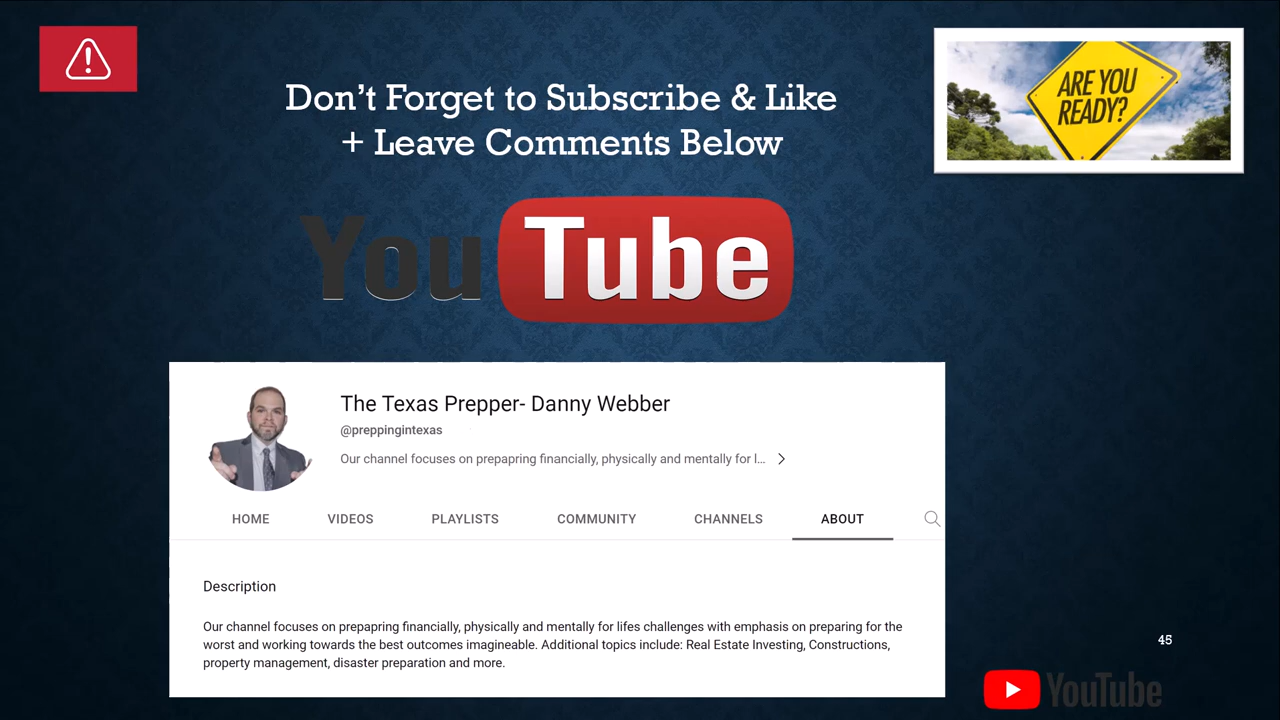 Don't Forget to Subscribe & Like
+ Leave Comments Below
ARE YOU
READY?
YouTube
The Texas Prepper- Danny Webber
@preppingintexas
Our channel focuses on prepapring financially, physically and mentally for l...
HOME VIDEOS PLAYLISTS COMMUNITY CHANNELS ABOUT
Description
Our channel focuses on prepapring financially, physically and mentally for lifes challenges with emphasis on preparing for the
worst and working towards the best outcomes imagineable. Additional topics include: Real Estate Investing, Constructions,
property management, disaster preparation and more.
45
YouTube